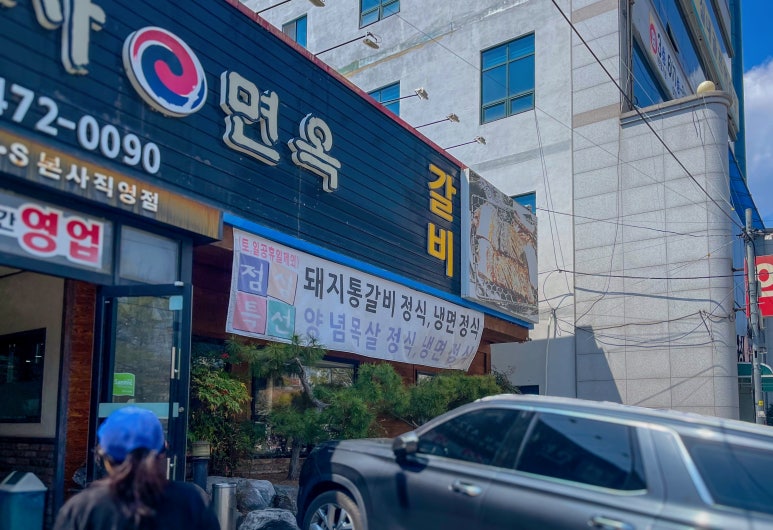 사 면옥
갈비
472-0090
.s 본사직영점
간 영업
토.일공휴일제외
점심
특선
돼지통갈비 정식, 냉면 정식
양념목살 정식, 냉면 정식